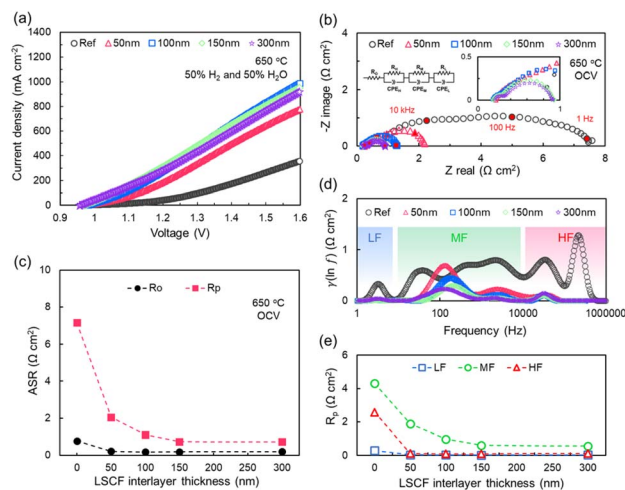 (a)
Ref 50nm 100nm 150nm 300nm
Current density (mA cm⁻²)
1200
1000
800
600
400
200
0
650 °C
50% H₂ and 50% H₂O
0.9 1 1.1 1.2 1.3 1.4 1.5 1.6
Voltage (V)
(b)
Ref 50nm 100nm 150nm 300nm
-Z image (Ω cm²)
4
3
2
1
0
0.5
0
0 1
650 °C
OCV
10 kHz
100 Hz
1 Hz
0 2 4 6 8
Z real (Ω cm²)
(c)
Ro Rp
650 °C
OCV
ASR (Ω cm²)
10
8
6
4
2
0
0 50 100 150 200 250 300
LSCF interlayer thickness (nm)
(d)
Ref 50nm 100nm 150nm 300nm
γ(ln f) (Ω cm²)
2
1
0
LF MF HF
1 100 10000 1000000
Frequency (Hz)
(e)
LF MF HF
Rₚ (Ω cm²)
6
4
2
0
0 50 100 150 200 250 300
LSCF interlayer thickness (nm)